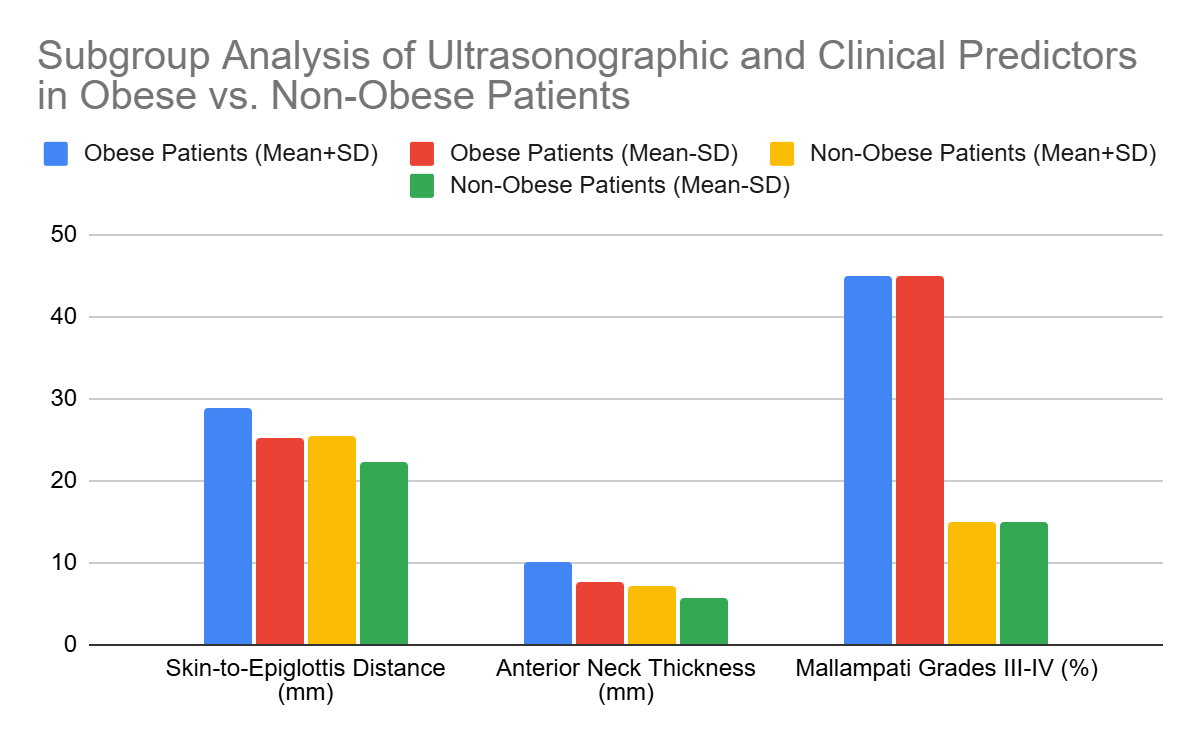 Subgroup Analysis of Ultrasonographic and Clinical Predictors
in Obese vs. Non-Obese Patients
Obese Patients (Mean+SD)
Obese Patients (Mean-SD)
Non-Obese Patients (Mean+SD)
Non-Obese Patients (Mean-SD)
50
40
30
20
10
0
Skin-to-Epiglottis Distance
(mm)
Anterior Neck Thickness
(mm)
Mallampati Grades III-IV (%)